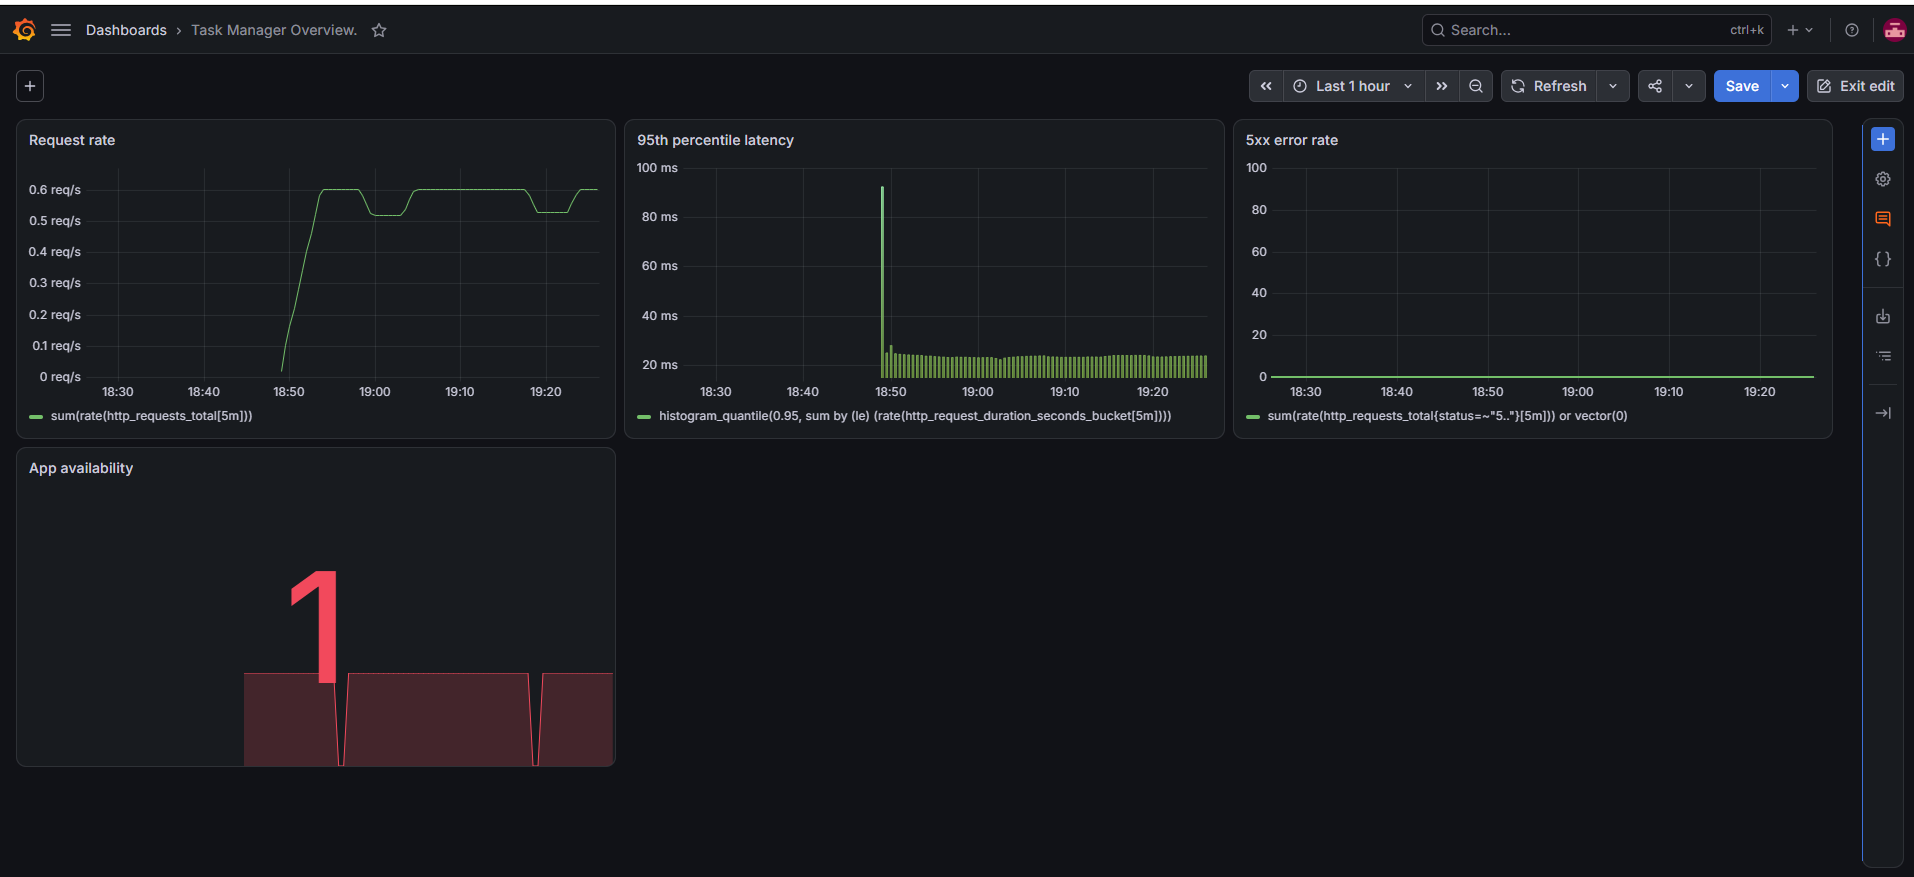 Dashboards › Task Manager Overview.
Search... ctrl+k
Last 1 hour Refresh Save Exit edit
Request rate
0.6 req/s
0.5 req/s
0.4 req/s
0.3 req/s
0.2 req/s
0.1 req/s
0 req/s
18:30 18:40 18:50 19:00 19:10 19:20
sum(rate(http_requests_total[5m]))
95th percentile latency
100 ms
80 ms
60 ms
40 ms
20 ms
18:30 18:40 18:50 19:00 19:10 19:20
histogram_quantile(0.95, sum by (le) (rate(http_request_duration_seconds_bucket[5m])))
5xx error rate
100
80
60
40
20
0
18:30 18:40 18:50 19:00 19:10 19:20
sum(rate(http_requests_total{status=~"5.."}[5m])) or vector(0)
App availability
1